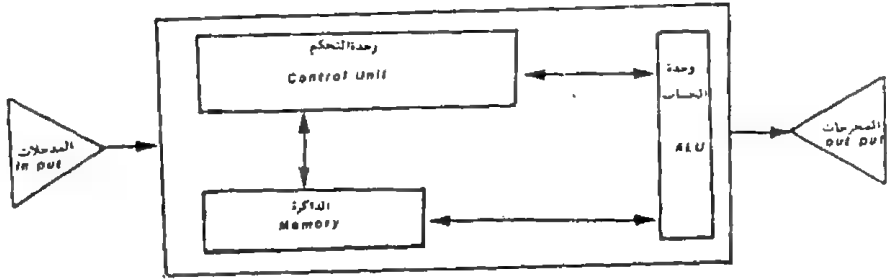 وحدة التحكم
Control Unit
وحدة
الحساب
ALU
المدخلات
In put
الذاكرة
Memory
المخرجات
out put